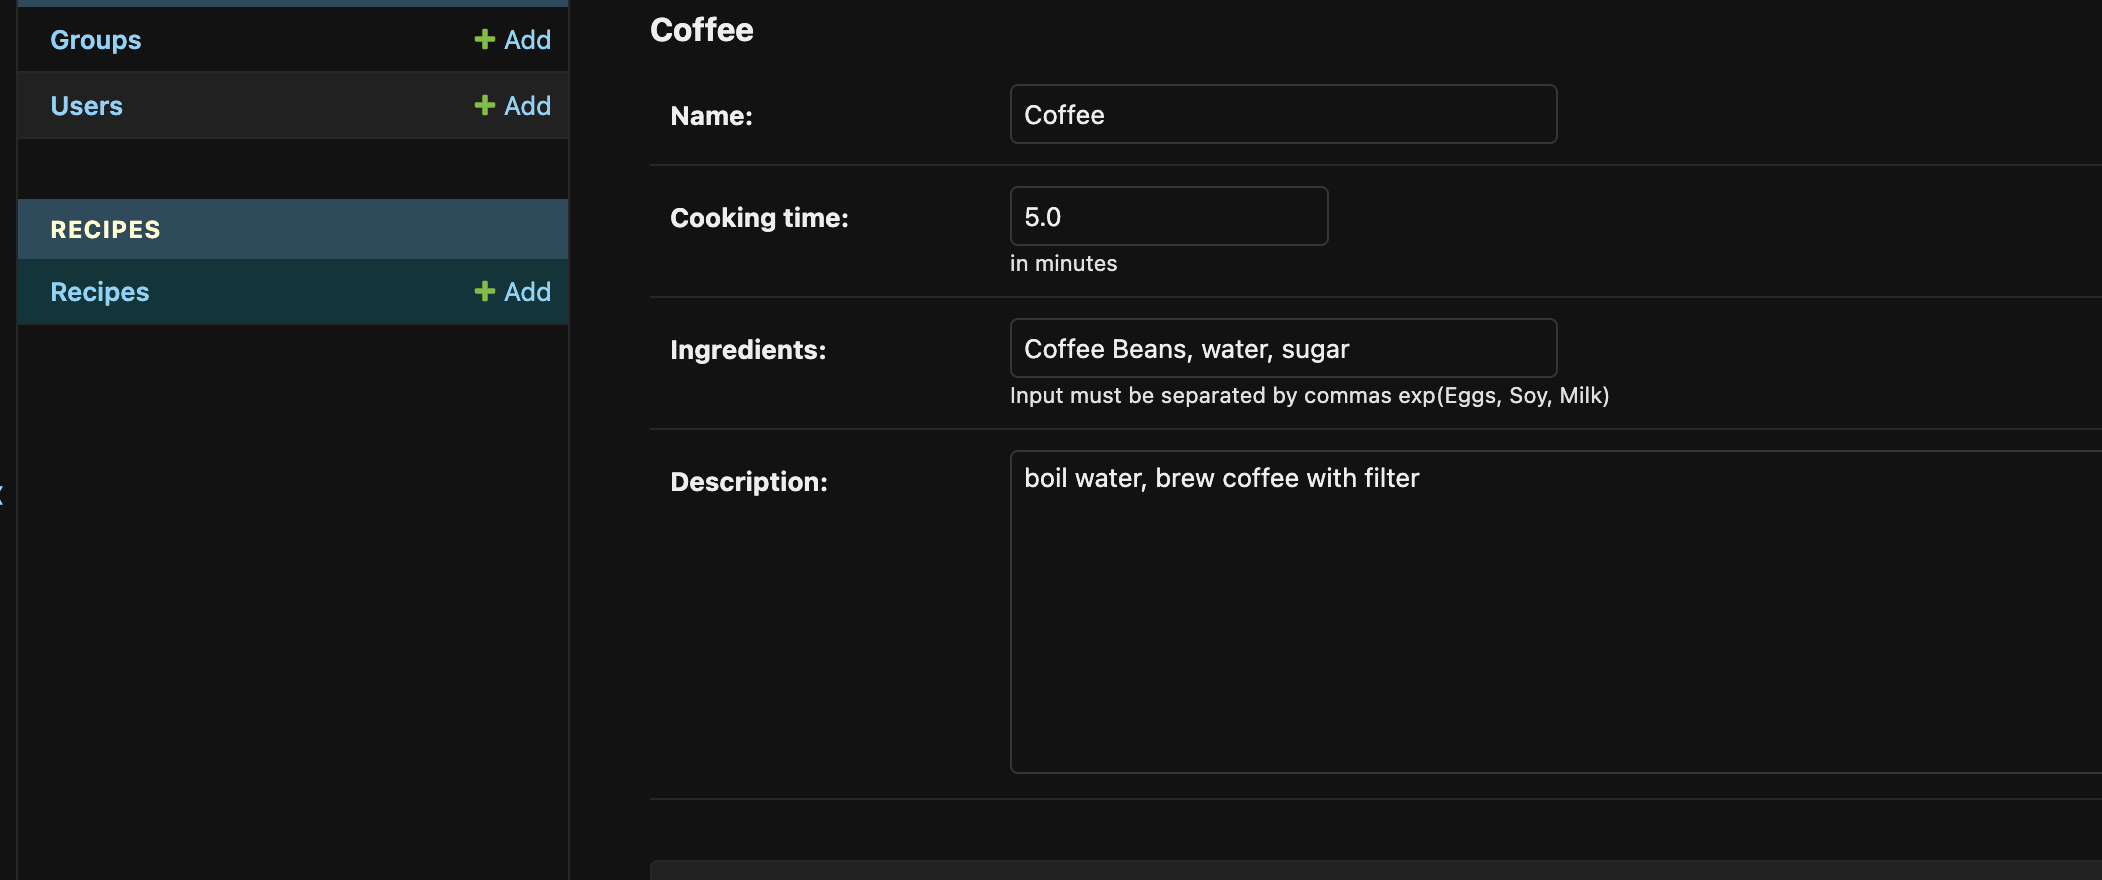 Groups + Add
Users + Add
RECIPES
Recipes + Add
Coffee
Name: Coffee
Cooking time: 5.0
in minutes
Ingredients: Coffee Beans, water, sugar
Input must be separated by commas exp(Eggs, Soy, Milk)
Description: boil water, brew coffee with filter